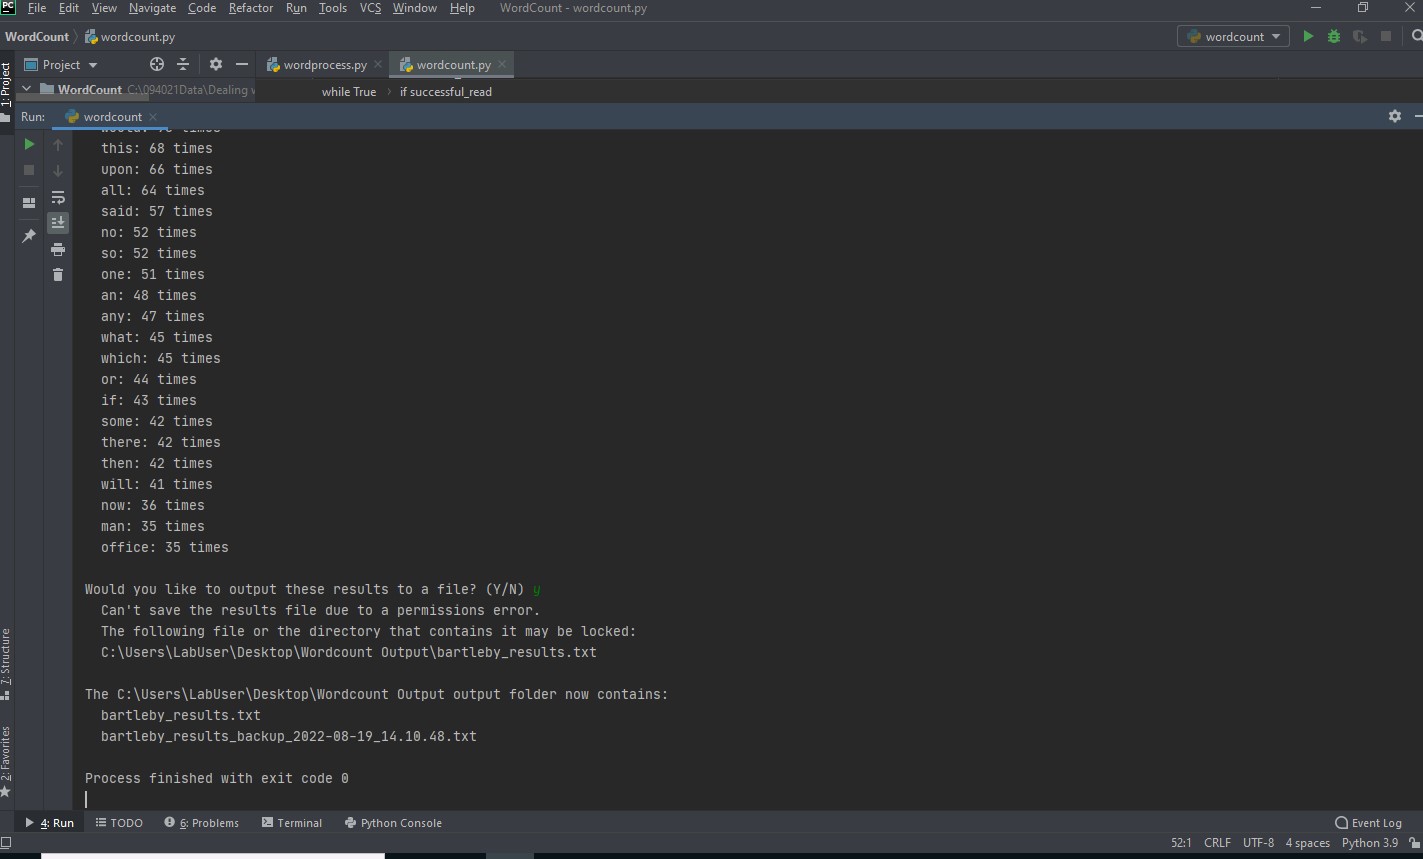 PC File Edit View Navigate Code Refactor Run Tools VCS Window Help WordCount - wordcount.py
WordCount wordcount.py wordcount
Project wordprocess.py wordcount.py
WordCount C:\094021Data\Dealing while True › if successful_read
1: Project
Run: wordcount
this: 68 times
upon: 66 times
all: 64 times
said: 57 times
no: 52 times
so: 52 times
one: 51 times
an: 48 times
any: 47 times
what: 45 times
which: 45 times
or: 44 times
if: 43 times
some: 42 times
there: 42 times
then: 42 times
will: 41 times
now: 36 times
man: 35 times
office: 35 times
Would you like to output these results to a file? (Y/N) y
Can't save the results file due to a permissions error.
The following file or the directory that contains it may be locked:
C:\Users\LabUser\Desktop\Wordcount Output\bartleby_results.txt
The C:\Users\LabUser\Desktop\Wordcount Output output folder now contains:
bartleby_results.txt
bartleby_results_backup_2022-08-19_14.10.48.txt
Process finished with exit code 0
7: Structure
2: Favorites
4: Run TODO 6: Problems Terminal Python Console Event Log
52:1 CRLF UTF-8 4 spaces Python 3.9